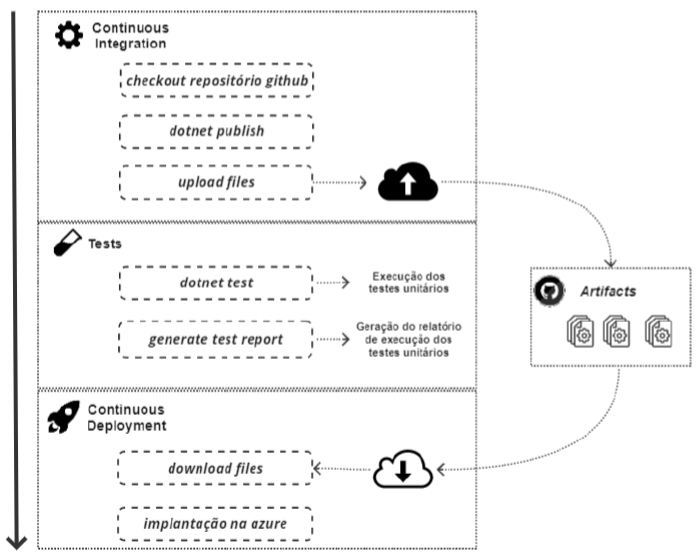 Continuous
Integration
checkout repositório github
dotnet publish
upload files
Tests
dotnet test
Execução dos
testes unitários
generate test report
Geração do relatório
de execução dos
testes unitários
Artifacts
Continuous
Deployment
download files
implantação na azure